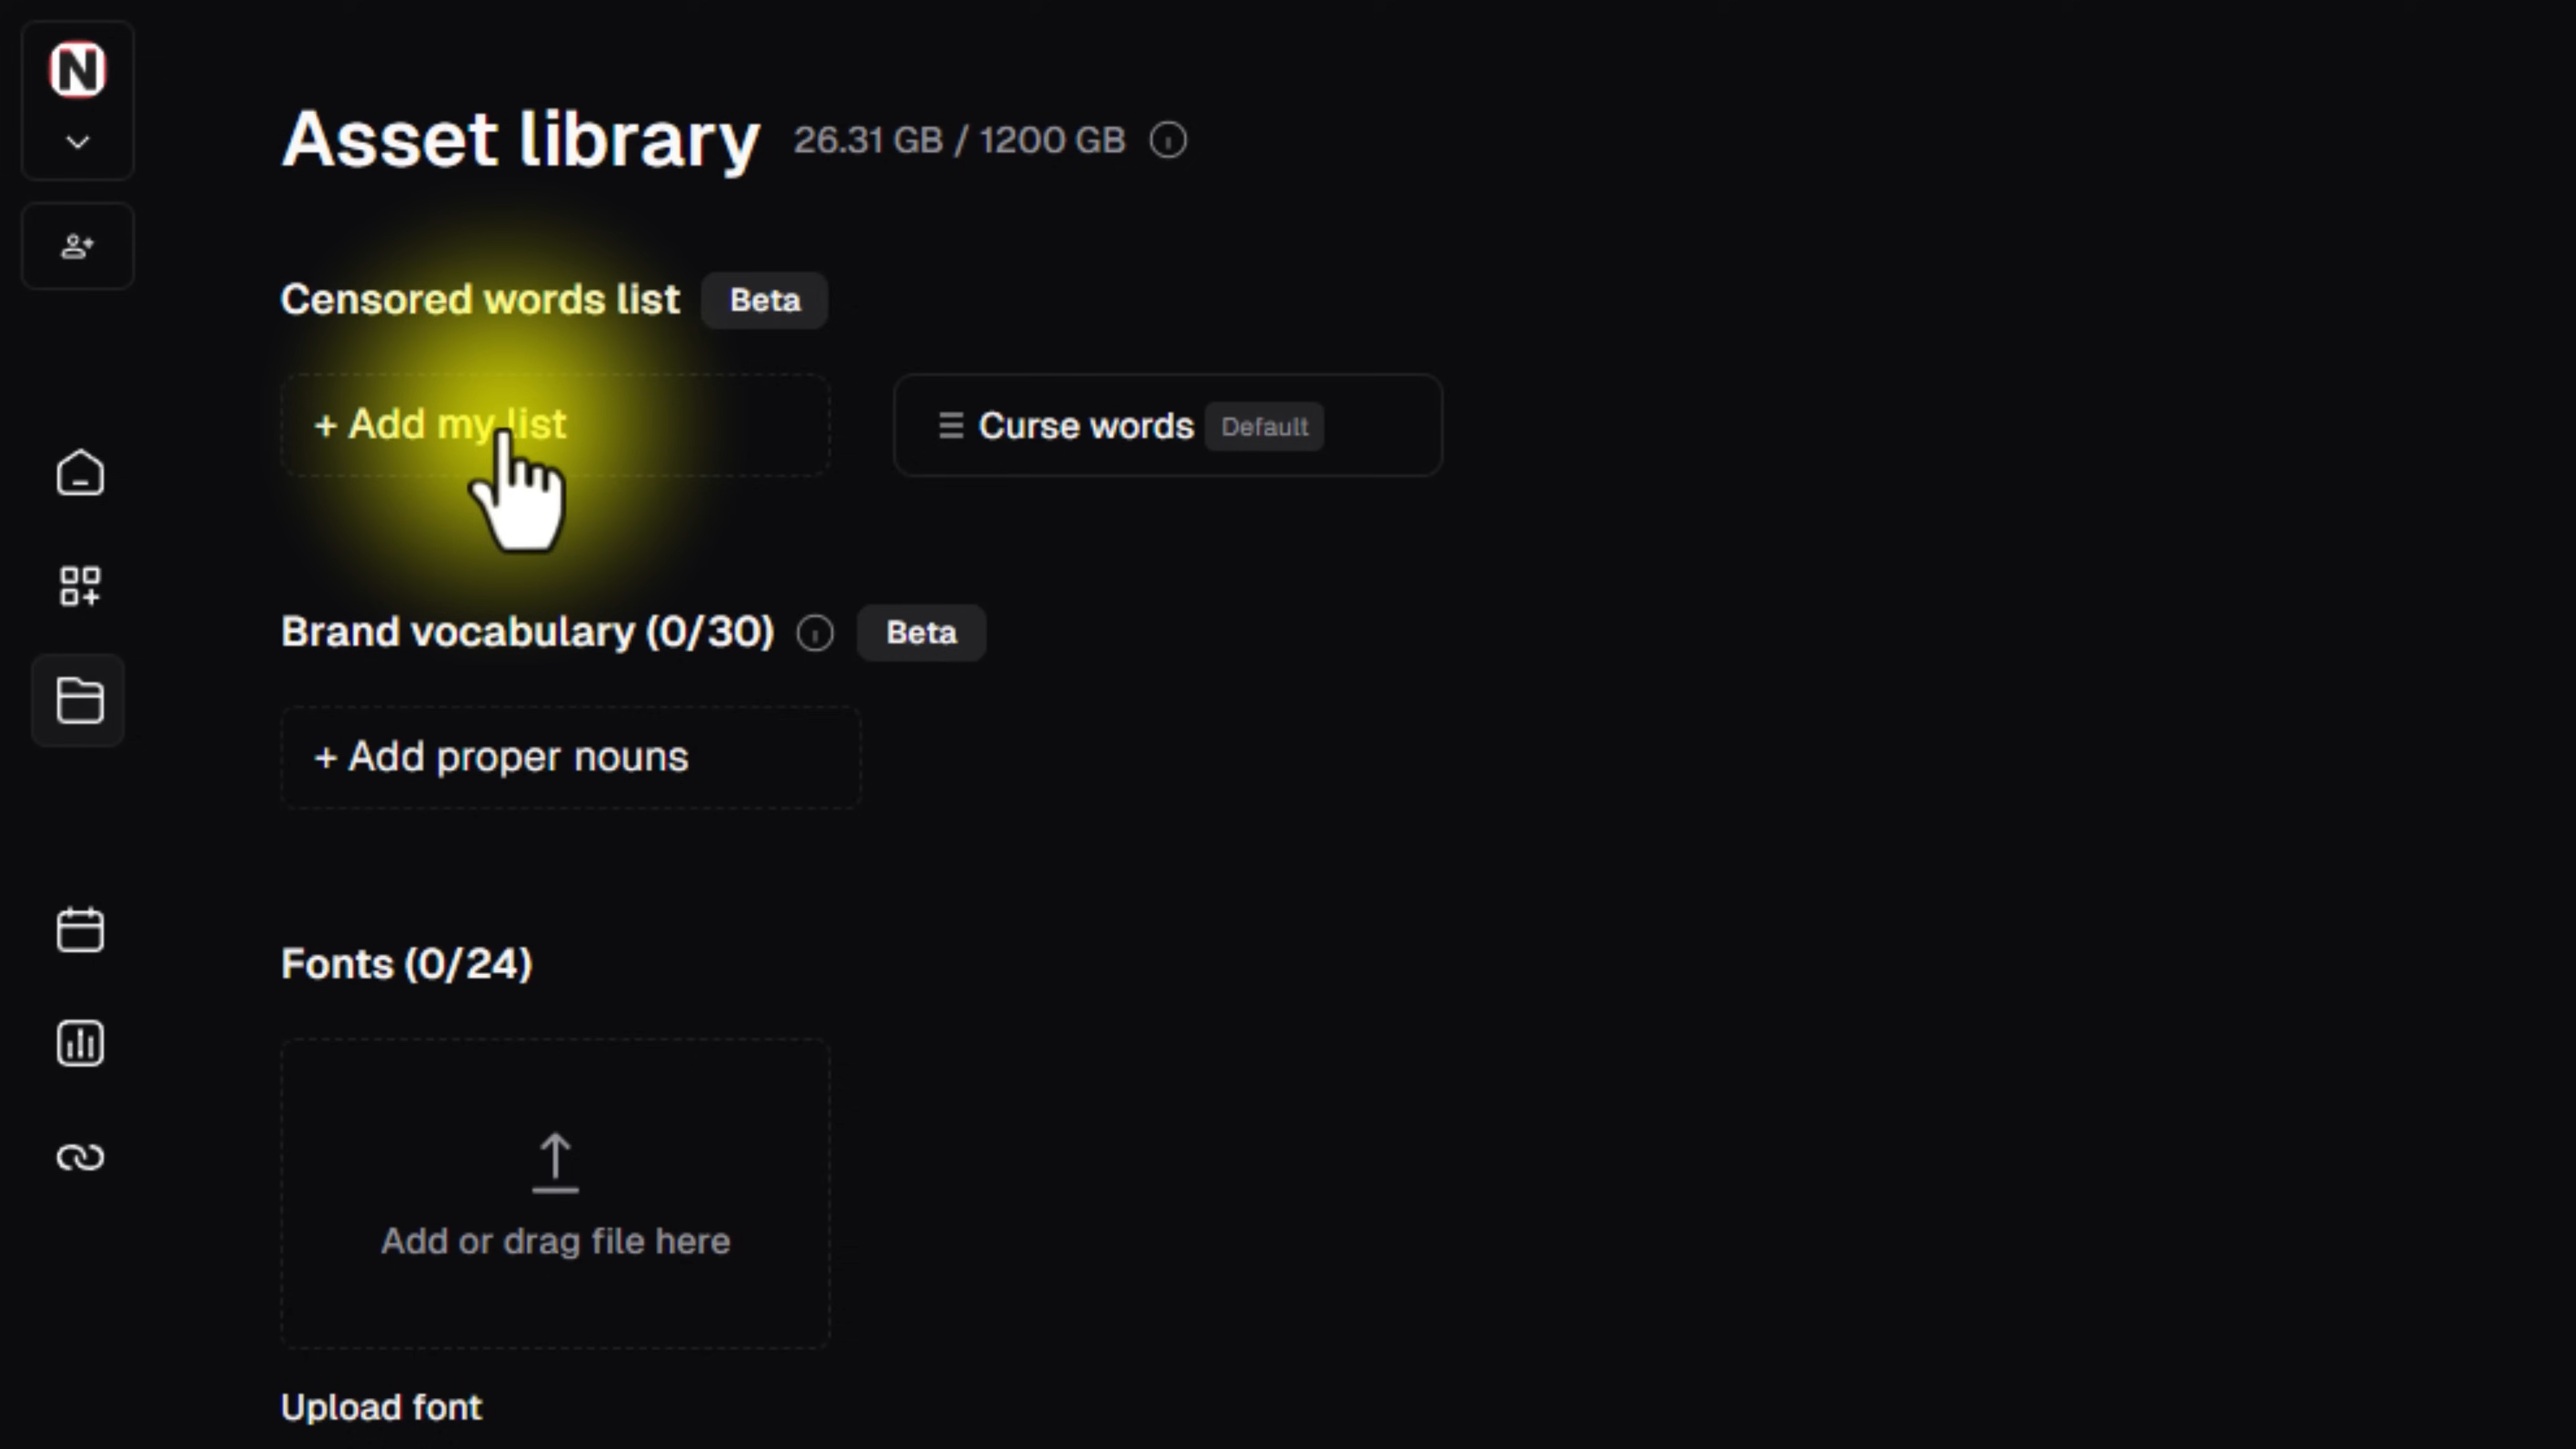 N
Asset library 26.31 GB / 1200 GB
Censored words list Beta
+ Add my list
Curse words Default
Brand vocabulary (0/30) Beta
+ Add proper nouns
Fonts (0/24)
Add or drag file here
Upload font